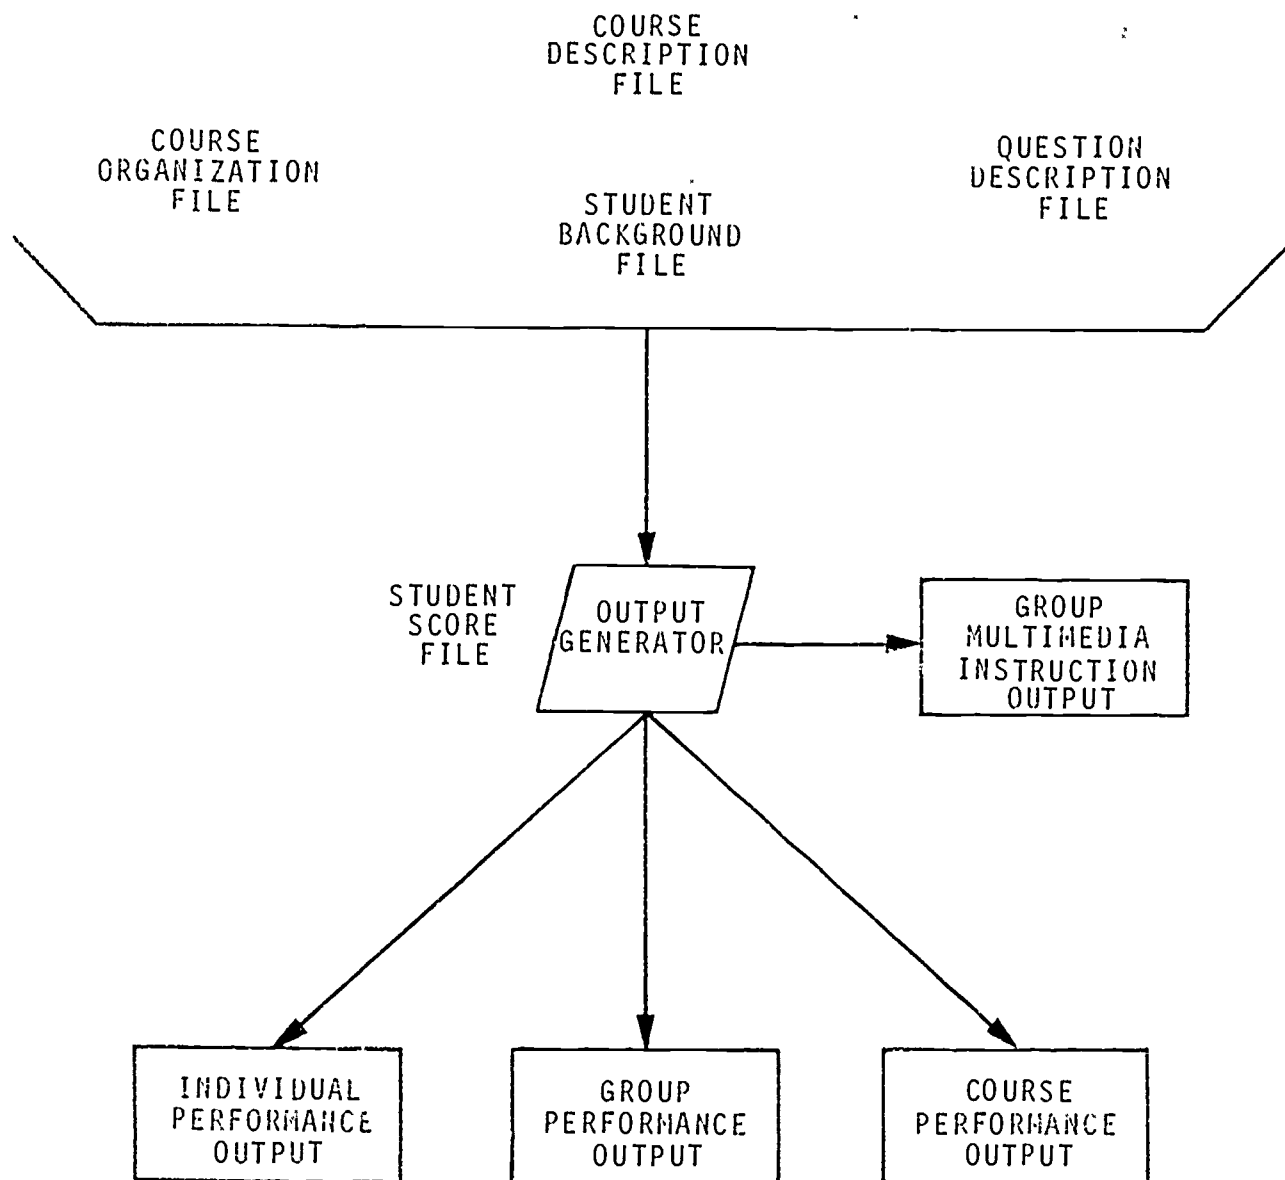 COURSE
DESCRIPTION
FILE
COURSE
ORGANIZATION
FILE
QUESTION
DESCRIPTION
FILE
STUDENT
BACKGROUND
FILE
STUDENT
SCORE
FILE
OUTPUT
GENERATOR
GROUP
MULTIMEDIA
INSTRUCTION
OUTPUT
INDIVIDUAL
PERFORMANCE
OUTPUT
GROUP
PERFORMANCE
OUTPUT
COURSE
PERFORMANCE
OUTPUT